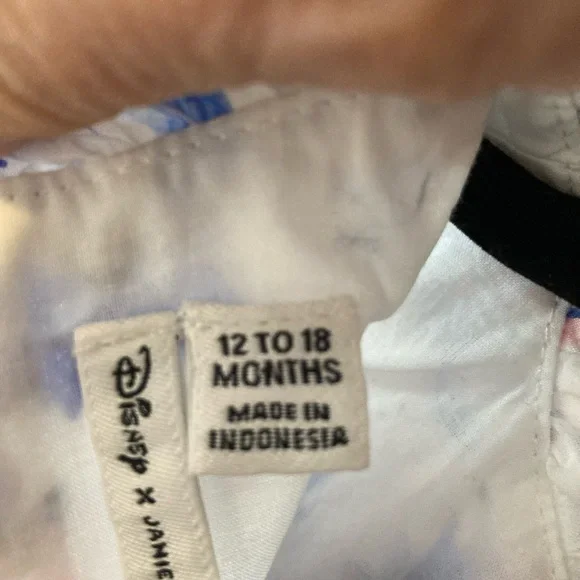 12 TO 18
MONTHS
MADE IN
INDONESIA
Disney X JANIE